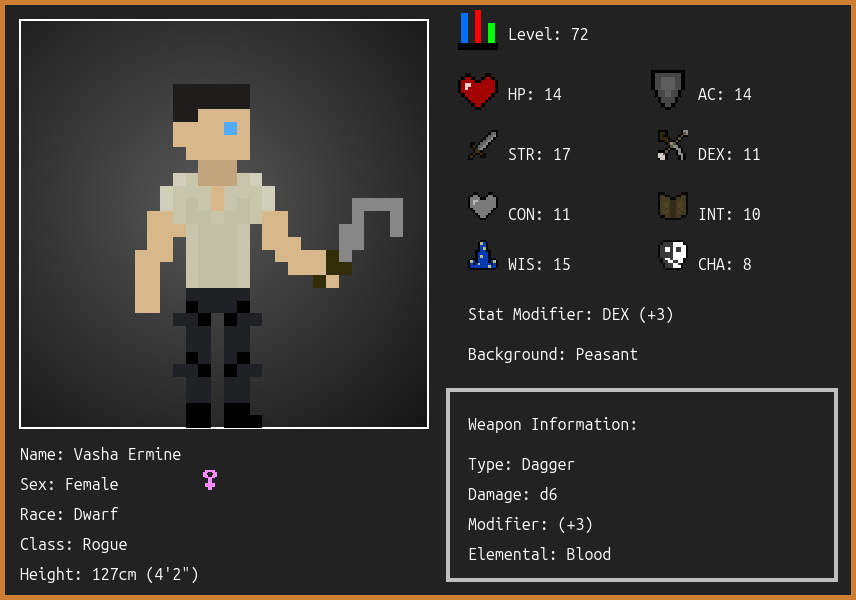 Level: 72
HP: 14
AC: 14
STR: 17
DEX: 11
CON: 11
INT: 10
WIS: 15
CHA: 8
Stat Modifier: DEX (+3)
Background: Peasant
Weapon Information:
Type: Dagger
Damage: d6
Modifier: (+3)
Elemental: Blood
Name: Vasha Ermine
Sex: Female
Race: Dwarf
Class: Rogue
Height: 127cm (4'2")